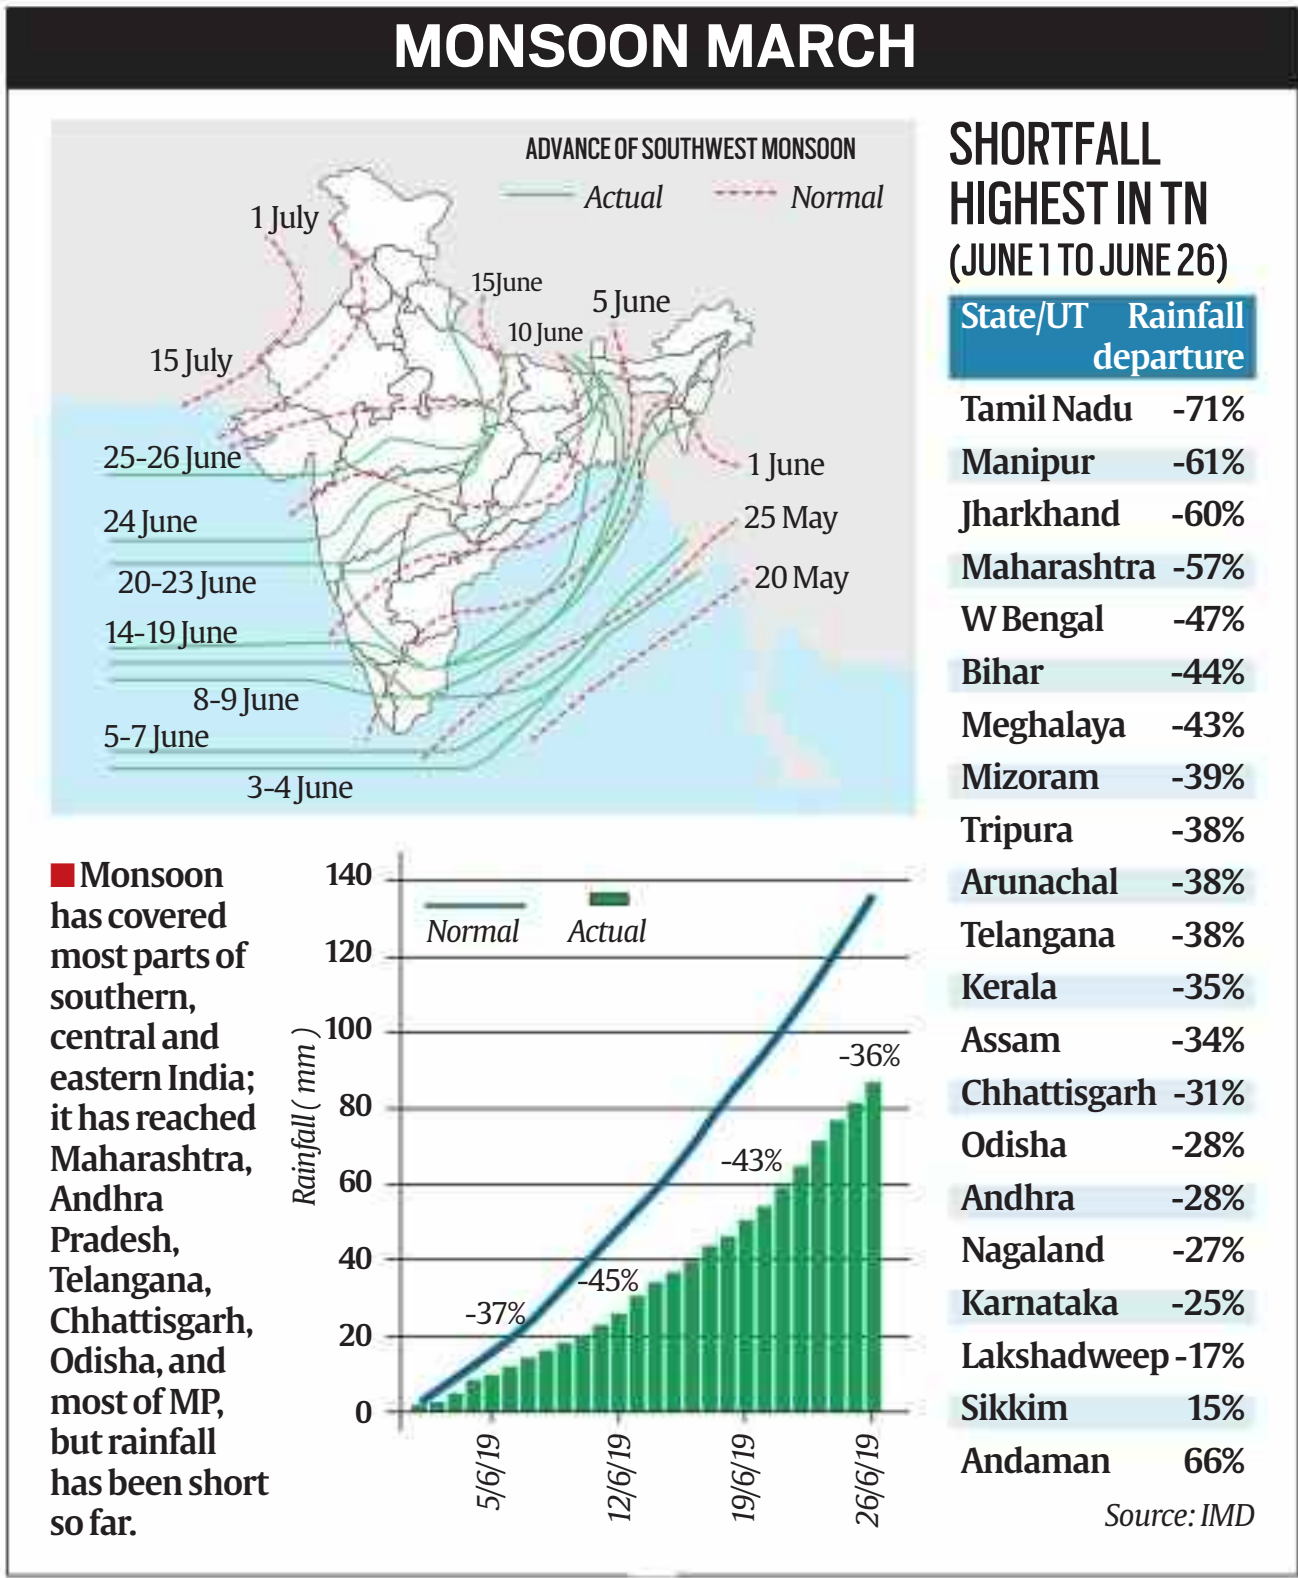 MONSOON MARCH
ADVANCE OF SOUTHWEST MONSOON
Actual
Normal
1 July
15June
5 June
10 June
15 July
25-26 June
1 June
24 June
25 May
20-23 June
20 May
14-19 June
8-9 June
5-7 June
3-4 June
SHORTFALL
HIGHEST IN TN
(JUNE 1 TO JUNE 26)
State/UT Rainfall
departure
Tamil Nadu -71%
Manipur -61%
Jharkhand -60%
Maharashtra -57%
W Bengal -47%
Bihar -44%
Meghalaya -43%
Mizoram -39%
Tripura -38%
Arunachal -38%
Telangana -38%
Kerala -35%
Assam -34%
Chhattisgarh -31%
Odisha -28%
Andhra -28%
Nagaland -27%
Karnataka -25%
Lakshadweep -17%
Sikkim 15%
Andaman 66%
Source: IMD
Monsoon
has covered
most parts of
southern,
central and
eastern India;
it has reached
Maharashtra,
Andhra
Pradesh,
Telangana,
Chhattisgarh,
Odisha, and
most of MP,
but rainfall
has been short
so far.
Rainfall ( mm )
140
120
100
80
60
40
20
0
Normal
Actual
-37%
-45%
-43%
-36%
5/6/19
12/6/19
19/6/19
26/6/19